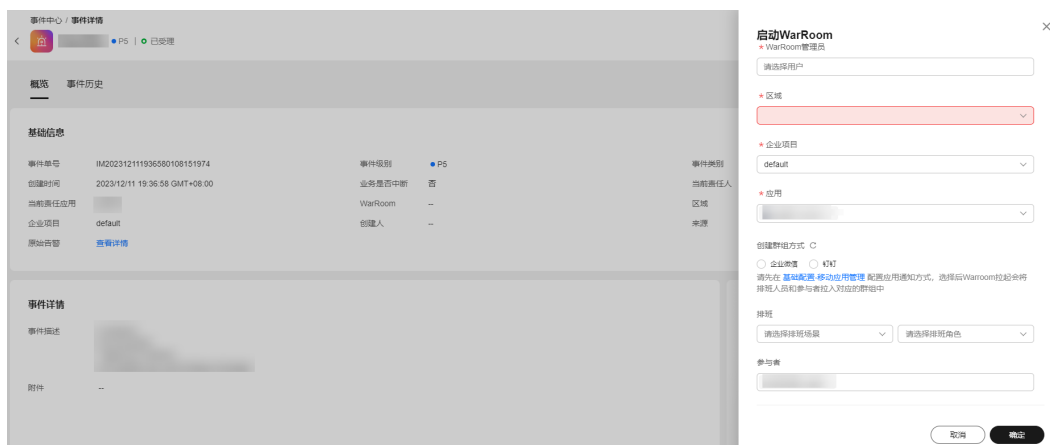 事件中心 / 事件详情
P5 | 已受理
概览 事件历史
基础信息
事件单号 IM20231211193658010815​1974 事件级别 P5 事件类别
创建时间 2023/12/11 19:36:58 GMT+08:00 业务是否中断 否 当前责任人
当前责任应用 WarRoom -- 区域
企业项目 default 创建人 -- 来源
原始告警 查看详情
事件详情
事件描述
附件 --
启动WarRoom
* WarRoom管理员
请选择用户
* 区域
* 企业项目
default
* 应用
创建群组方式
企业微信 钉钉
请先在 基础配置-移动应用管理 配置应用通知方式，选择后Warroom拉起会将
排班人员和参与者拉入对应的群组中
排班
请选择排班场景 请选择排班角色
参与者
取消 确定